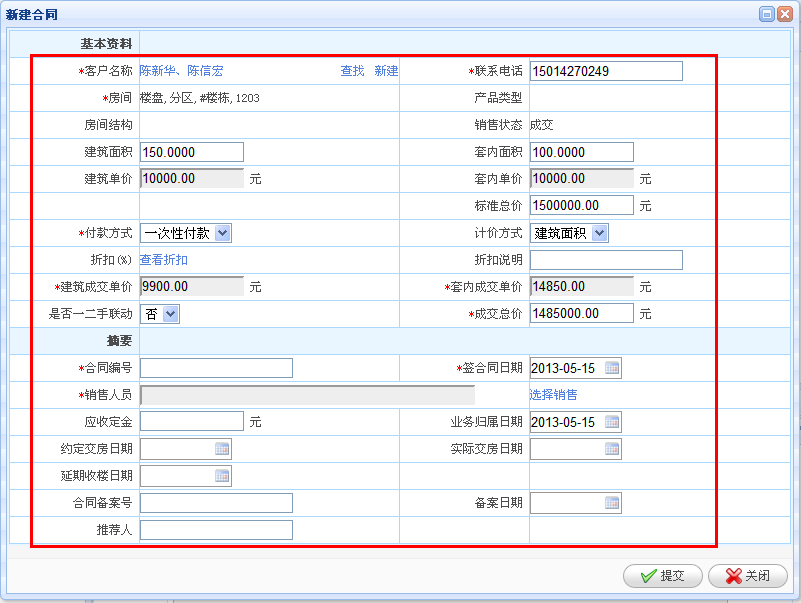 新建合同
基本资料
*客户名称 陈新华、陈信宏 查找 新建 *联系电话 15014270249
*房间 楼盘, 分区, #楼栋, 1203 产品类型
房间结构 销售状态 成交
建筑面积 150.0000 套内面积 100.0000
建筑单价 10000.00 元 套内单价 10000.00 元
标准总价 1500000.00 元
*付款方式 一次性付款 计价方式 建筑面积
折扣(%) 查看折扣 折扣说明
*建筑成交单价 9900.00 元 *套内成交单价 14850.00 元
是否一二手联动 否 *成交总价 1485000.00 元
摘要
*合同编号 *签合同日期 2013-05-15
*销售人员 选择销售
应收定金 元 业务归属日期 2013-05-15
约定交房日期 实际交房日期
延期收楼日期
合同备案号 备案日期
推荐人
提交 关闭